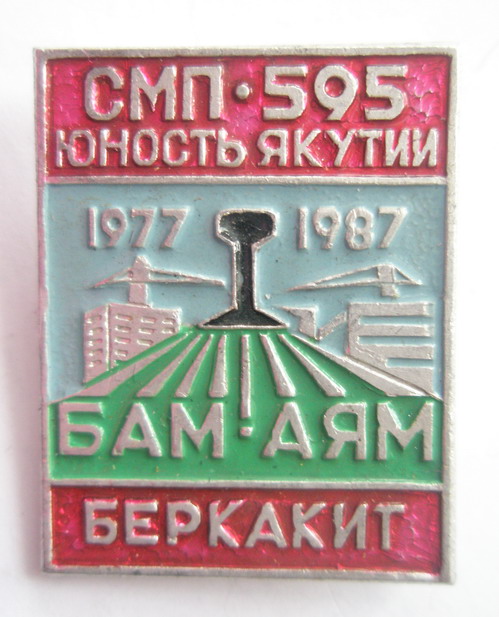 СМП·595
ЮНОСТЬ ЯКУТИИ
1977 1987
БАМ·АЯМ
БЕРКАКИТ